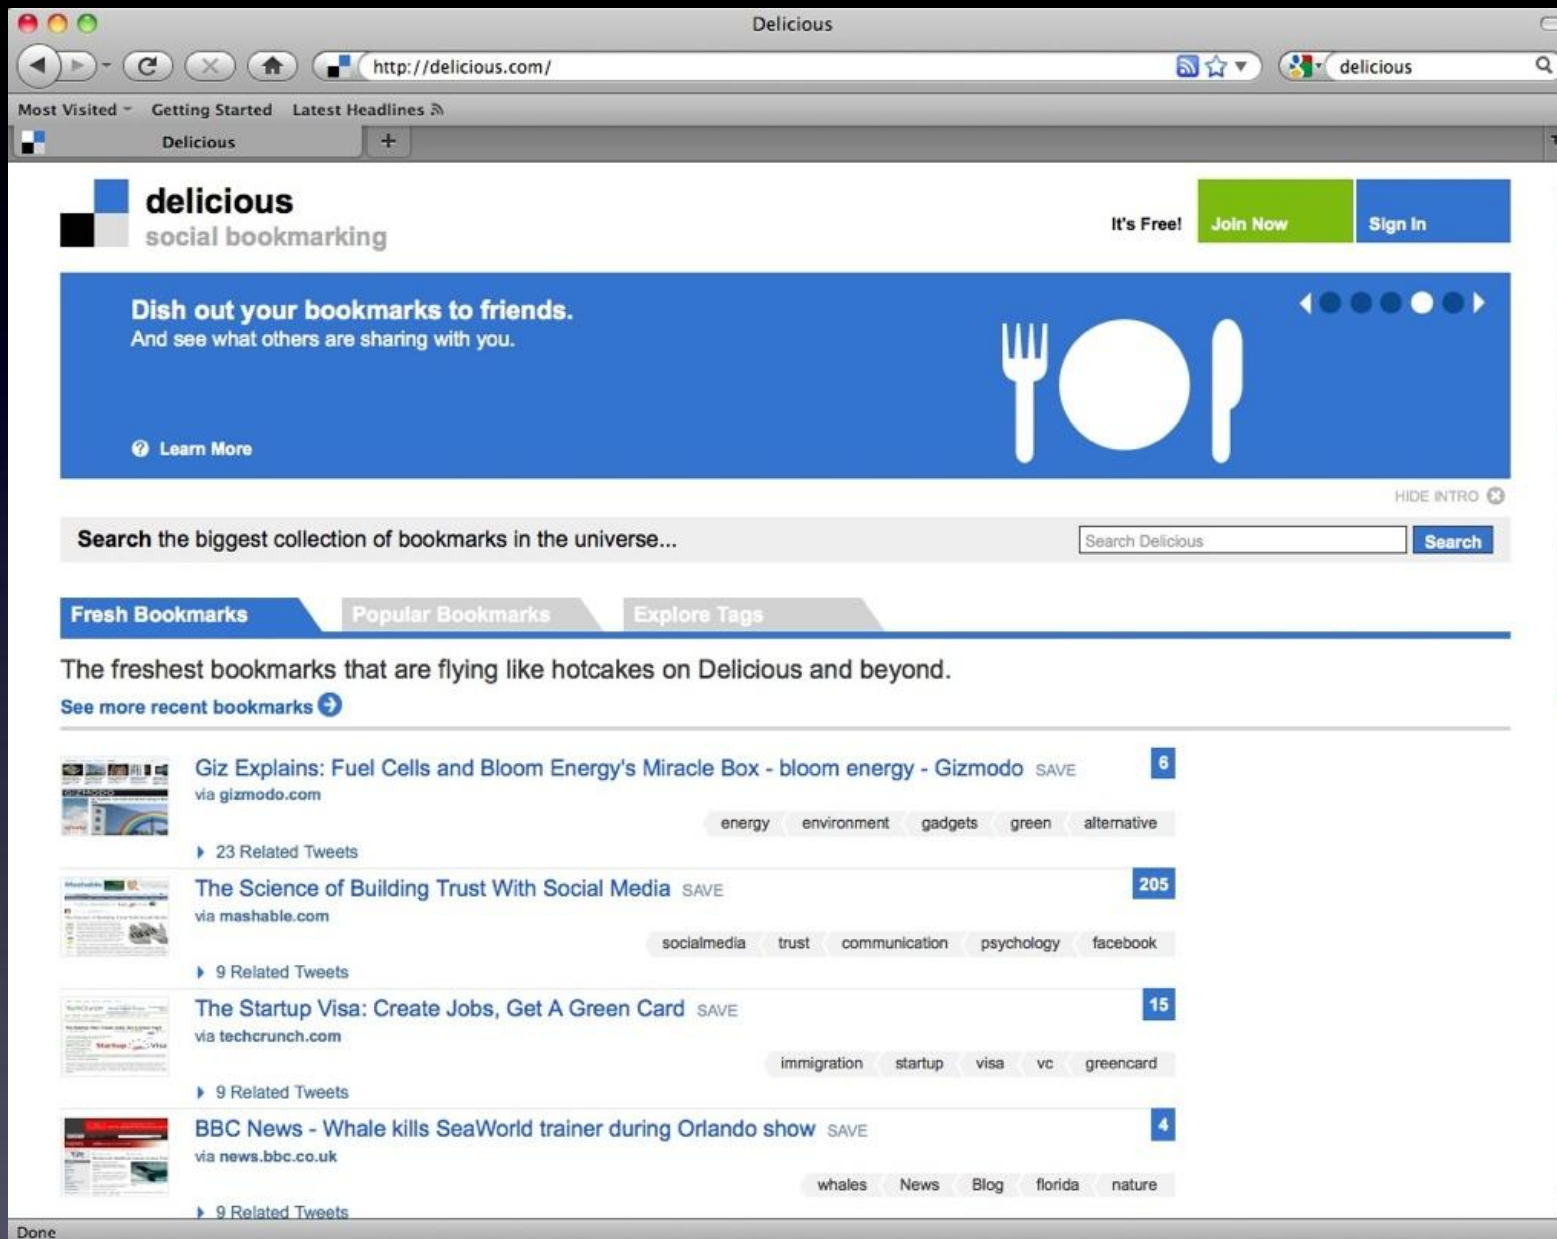 Delicious
http://delicious.com/
delicious
Most Visited Getting Started Latest Headlines
Delicious +
delicious
social bookmarking
It's Free! Join Now Sign In
Dish out your bookmarks to friends.
And see what others are sharing with you.
? Learn More
HIDE INTRO
Search the biggest collection of bookmarks in the universe...
Search Delicious Search
Fresh Bookmarks Popular Bookmarks Explore Tags
The freshest bookmarks that are flying like hotcakes on Delicious and beyond.
See more recent bookmarks
Giz Explains: Fuel Cells and Bloom Energy's Miracle Box - bloom energy - Gizmodo SAVE 6
via gizmodo.com
energy environment gadgets green alternative
23 Related Tweets
The Science of Building Trust With Social Media SAVE 205
via mashable.com
socialmedia trust communication psychology facebook
9 Related Tweets
The Startup Visa: Create Jobs, Get A Green Card SAVE 15
via techcrunch.com
immigration startup visa vc greencard
9 Related Tweets
BBC News - Whale kills SeaWorld trainer during Orlando show SAVE 4
via news.bbc.co.uk
whales News Blog florida nature
9 Related Tweets
Done